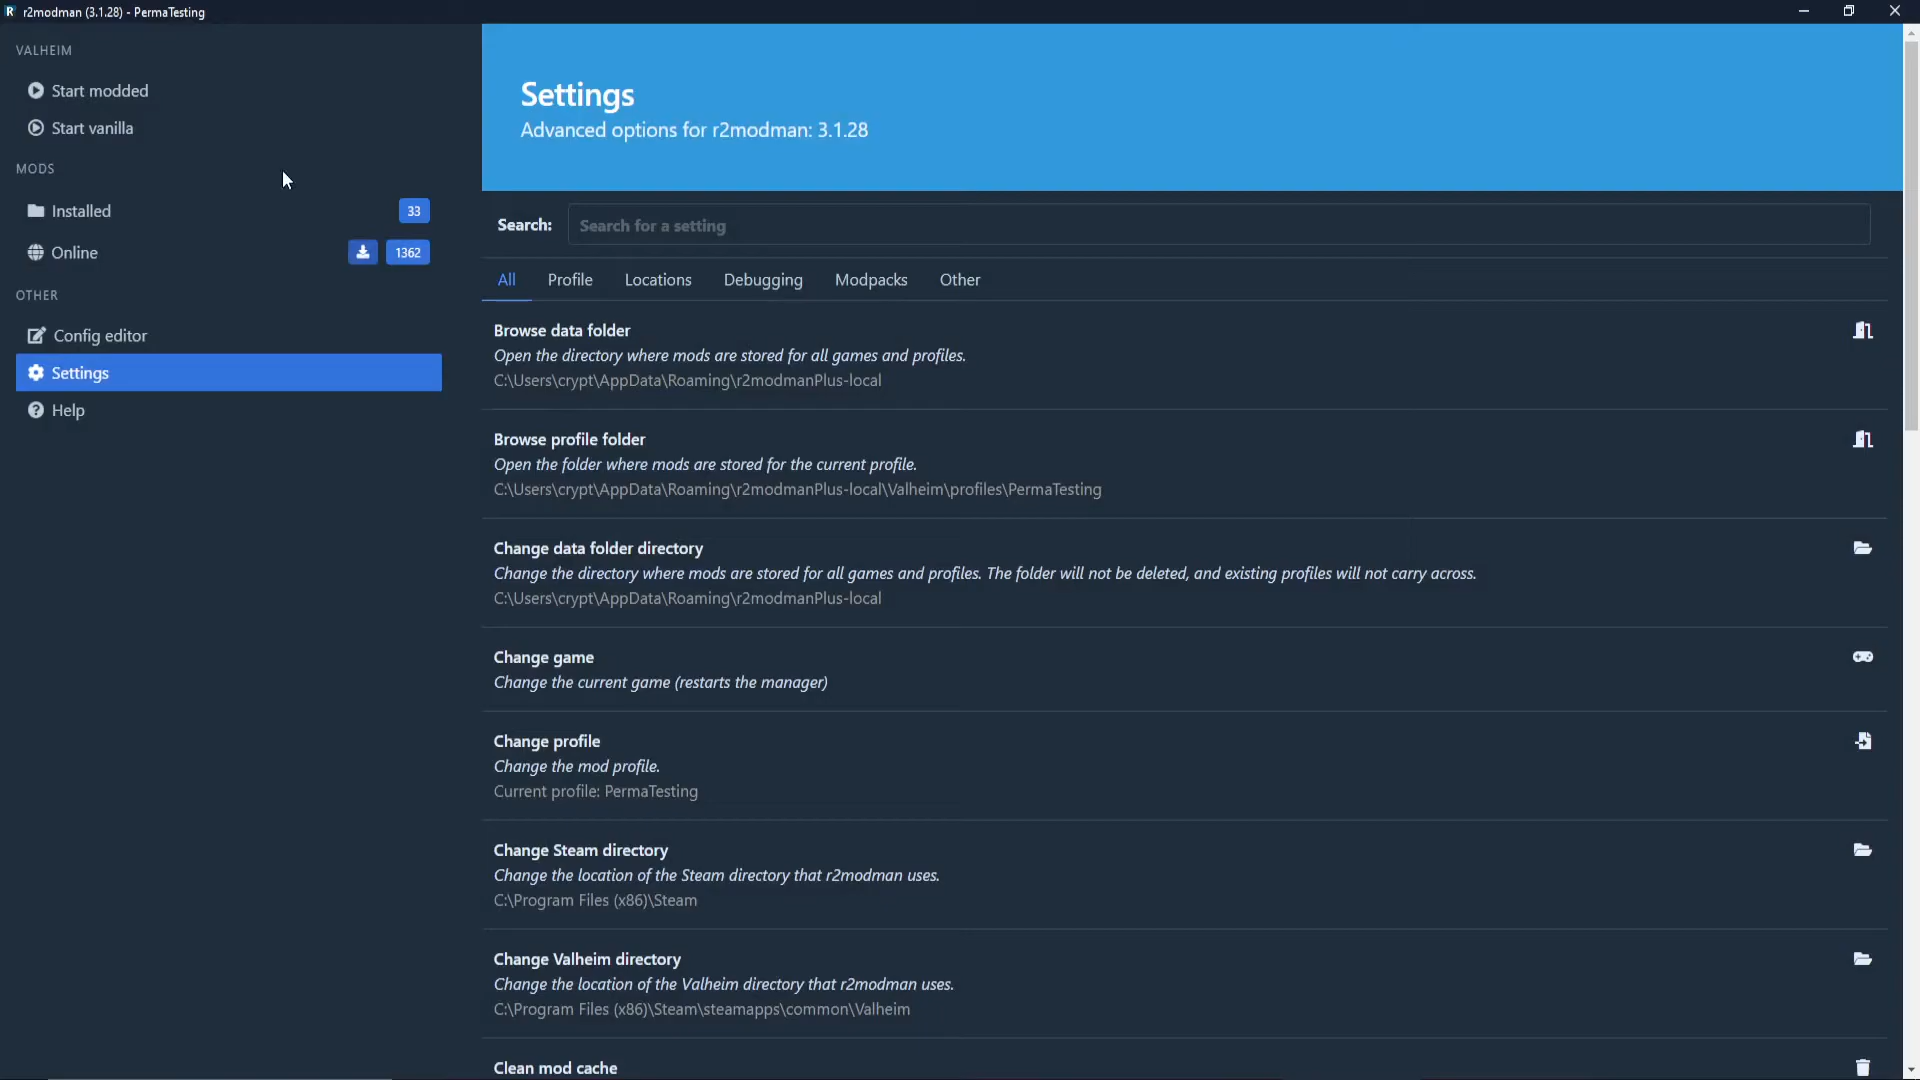 R r2modman (3.1.28) - PermaTesting
VALHEIM
Start modded
Start vanilla
MODS
Installed 33
Online 1362
OTHER
Config editor
Settings
Help
Settings
Advanced options for r2modman: 3.1.28
Search: Search for a setting
All Profile Locations Debugging Modpacks Other
Browse data folder
Open the directory where mods are stored for all games and profiles.
C:\Users\crypt\AppData\Roaming\r2modmanPlus-local
Browse profile folder
Open the folder where mods are stored for the current profile.
C:\Users\crypt\AppData\Roaming\r2modmanPlus-local\Valheim\profiles\PermaTesting
Change data folder directory
Change the directory where mods are stored for all games and profiles. The folder will not be deleted, and existing profiles will not carry across.
C:\Users\crypt\AppData\Roaming\r2modmanPlus-local
Change game
Change the current game (restarts the manager)
Change profile
Change the mod profile.
Current profile: PermaTesting
Change Steam directory
Change the location of the Steam directory that r2modman uses.
C:\Program Files (x86)\Steam
Change Valheim directory
Change the location of the Valheim directory that r2modman uses.
C:\Program Files (x86)\Steam\steamapps\common\Valheim
Clean mod cache